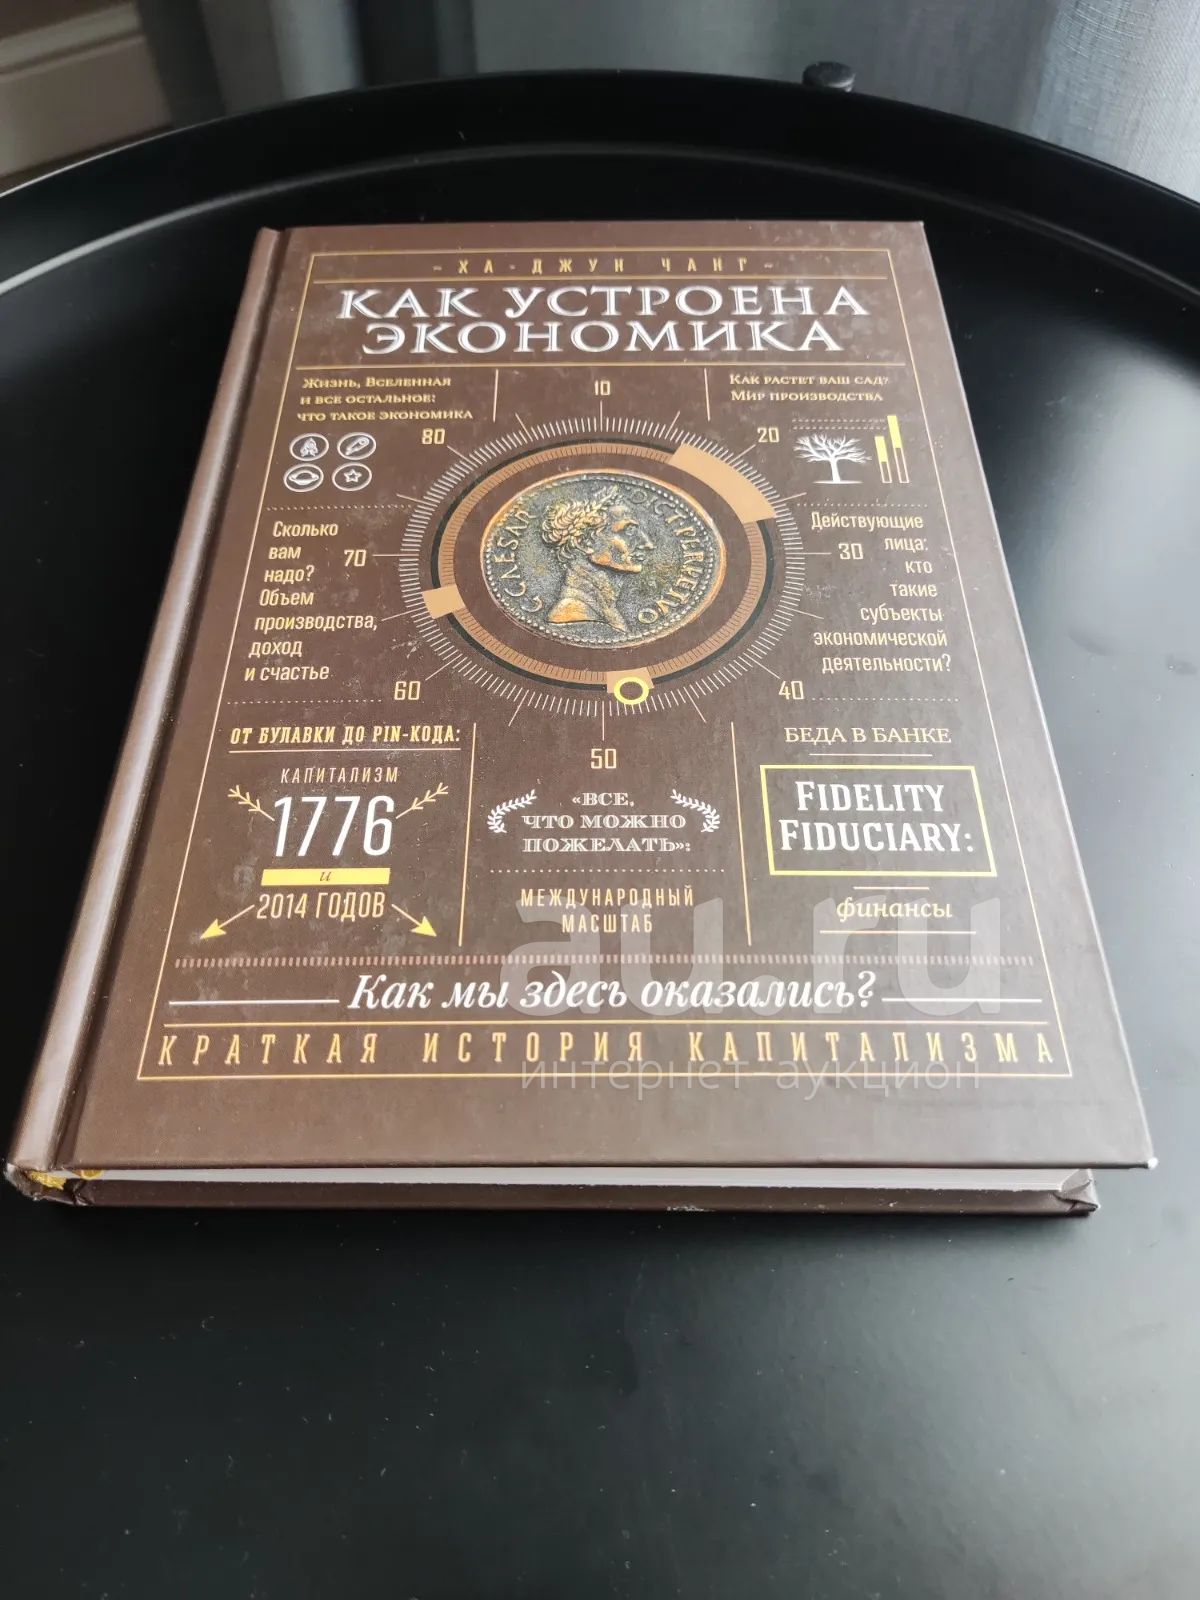 ~ ХА-ДЖУН ЧАНГ ~
КАК УСТРОЕНА
ЭКОНОМИКА
Жизнь, Вселенная
и все остальное:
что такое экономика
10
Как растет ваш сад?
Мир производства
80
20
Сколько
вам
надо?
Объем
производства,
доход
и счастье
70
G·CAESAR
DICT PERPETVO
30
Действующие
лица:
кто
такие
субъекты
экономической
деятельности?
60
40
50
ОТ БУЛАВКИ ДО PIN-КОДА:
КАПИТАЛИЗМ
1776
и
2014 ГОДОВ
«ВСЕ,
ЧТО МОЖНО
ПОЖЕЛАТЬ»:
МЕЖДУНАРОДНЫЙ
МАСШТАБ
БЕДА В БАНКЕ
FIDELITY
FIDUCIARY:
финансы
Как мы здесь оказались?
КРАТКАЯ ИСТОРИЯ КАПИТАЛИЗМА
au.ru
интернет-аукцион